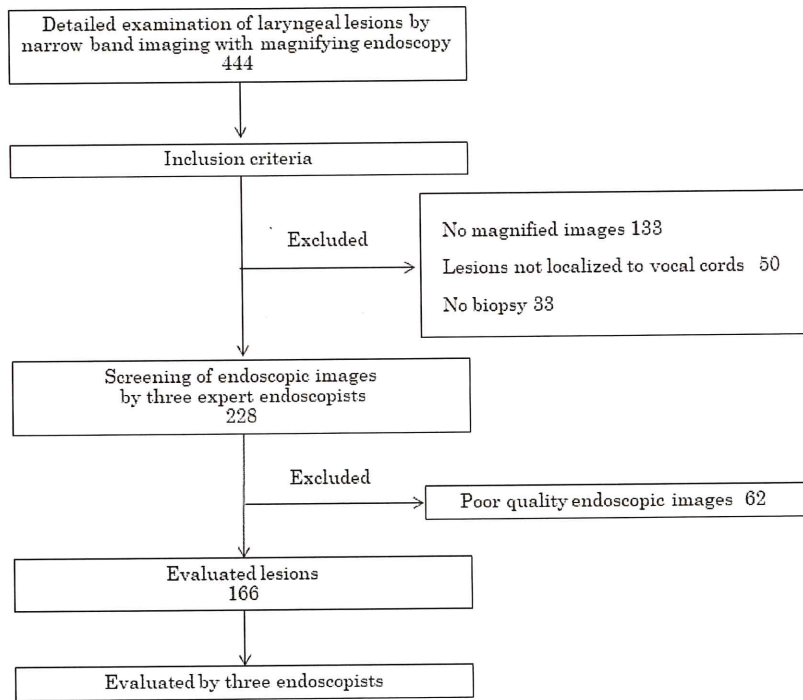 Detailed examination of laryngeal lesions by
narrow band imaging with magnifying endoscopy
444
Inclusion criteria
Excluded
No magnified images 133
Lesions not localized to vocal cords 50
No biopsy 33
Screening of endoscopic images
by three expert endoscopists
228
Excluded
Poor quality endoscopic images 62
Evaluated lesions
166
Evaluated by three endoscopists